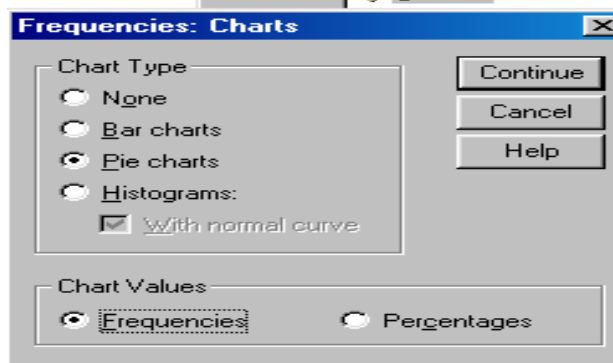 Frequencies: Charts
Chart Type
None
Bar charts
Pie charts
Histograms:
With normal curve
Continue
Cancel
Help
Chart Values
Frequencies
Percentages